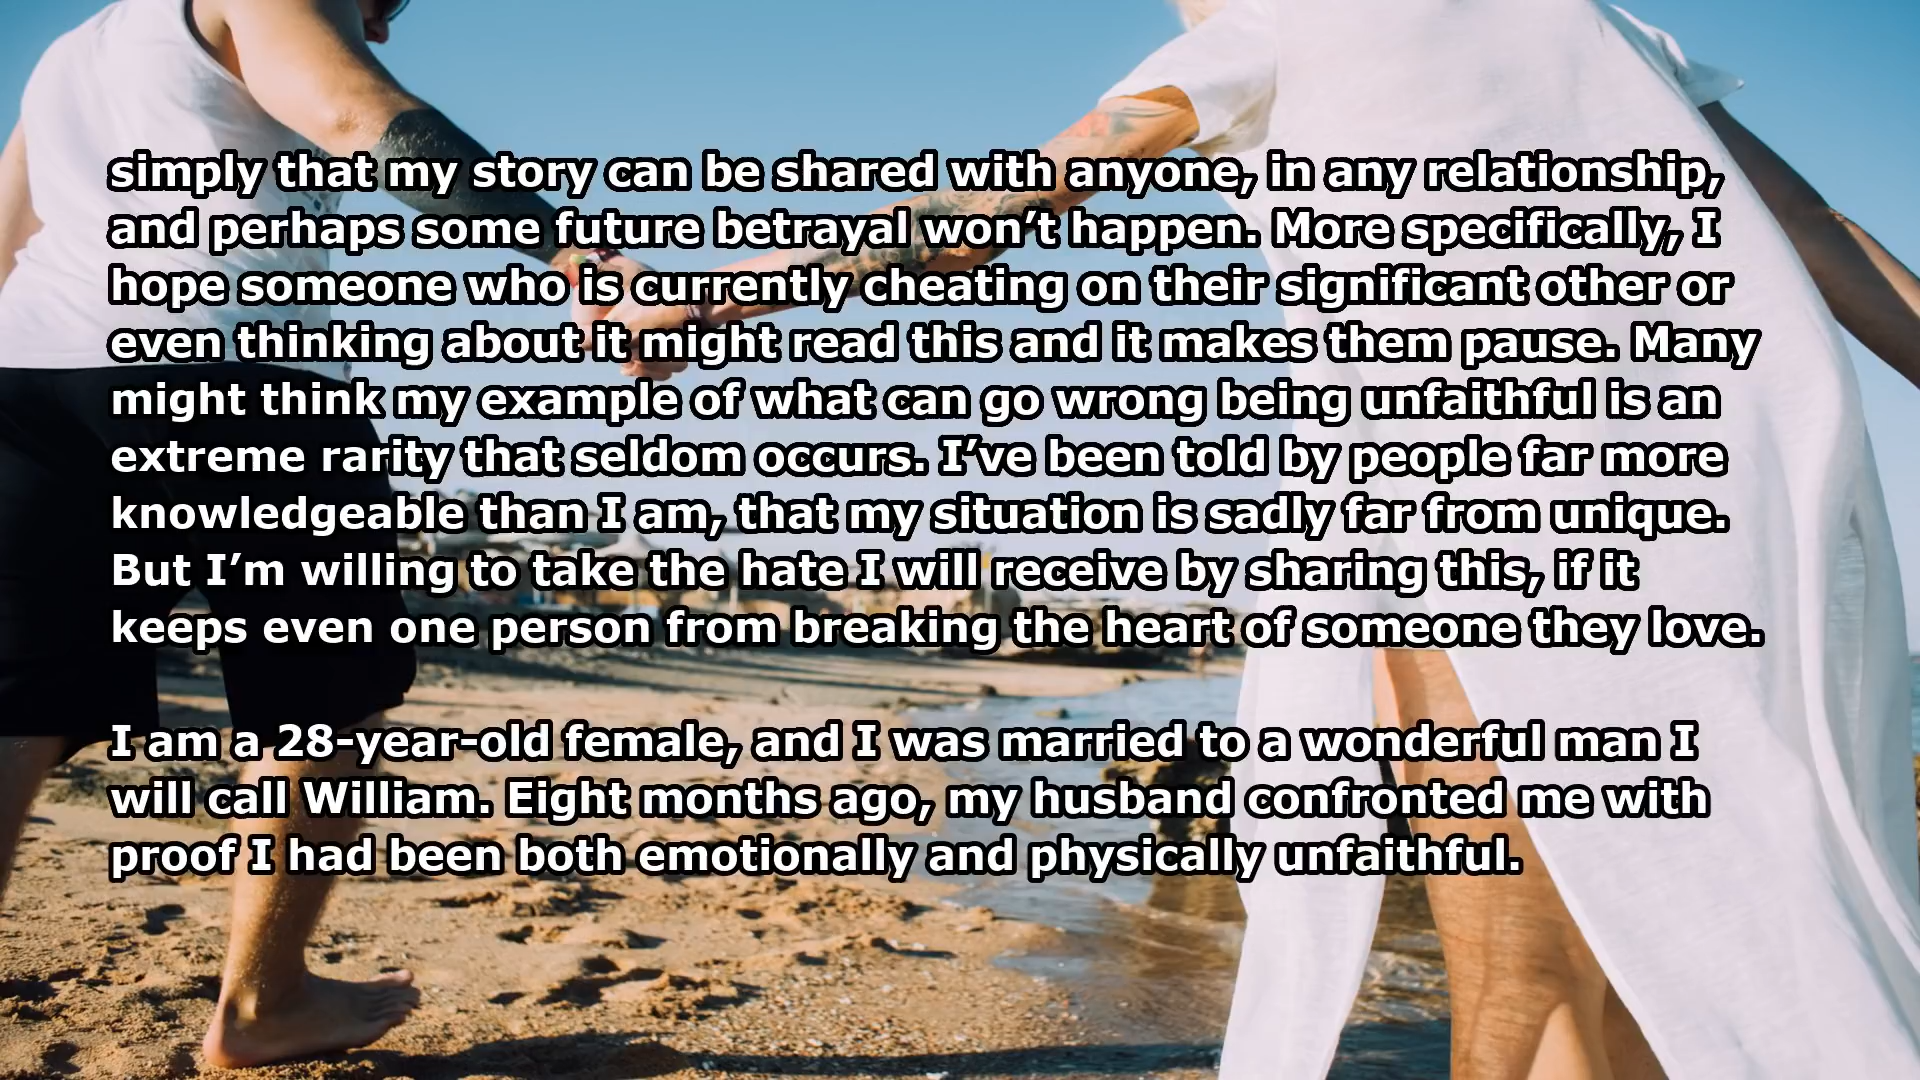 simply that my story can be shared with anyone, in any relationship,
and perhaps some future betrayal won’t happen. More specifically, I
hope someone who is currently cheating on their significant other or
even thinking about it might read this and it makes them pause. Many
might think my example of what can go wrong being unfaithful is an
extreme rarity that seldom occurs. I’ve been told by people far more
knowledgeable than I am, that my situation is sadly far from unique.
But I’m willing to take the hate I will receive by sharing this, if it
keeps even one person from breaking the heart of someone they love.
I am a 28-year-old female, and I was married to a wonderful man I
will call William. Eight months ago, my husband confronted me with
proof I had been both emotionally and physically unfaithful.